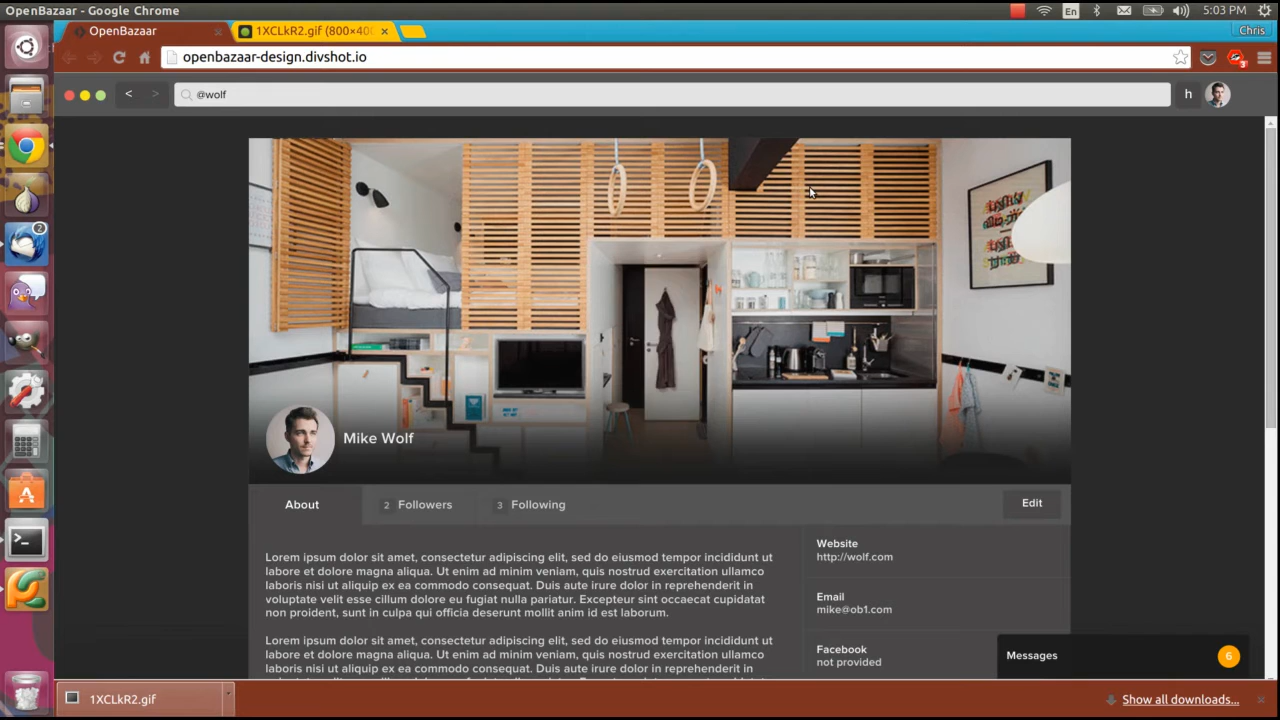 OpenBazaar - Google Chrome
En
5:03 PM
OpenBazaar
1XCLkR2.gif (800×400
Chris
openbazaar-design.divshot.io
3
@wolf
h
2
Mike Wolf
About
2 Followers
3 Following
Edit
Lorem ipsum dolor sit amet, consectetur adipiscing elit, sed do eiusmod tempor incididunt ut
labore et dolore magna aliqua. Ut enim ad minim veniam, quis nostrud exercitation ullamco
laboris nisi ut aliquip ex ea commodo consequat. Duis aute irure dolor in reprehenderit in
voluptate velit esse cillum dolore eu fugiat nulla pariatur. Excepteur sint occaecat cupidatat
non proident, sunt in culpa qui officia deserunt mollit anim id est laborum.
Lorem ipsum dolor sit amet, consectetur adipiscing elit, sed do eiusmod tempor incididunt ut
labore et dolore magna aliqua. Ut enim ad minim veniam, quis nostrud exercitation ullamco
laboris nisi ut aliquip ex ea commodo consequat. Duis aute irure dolor in reprehenderit in
Website
http://wolf.com
Email
mike@ob1.com
Facebook
not provided
Messages
6
1XCLkR2.gif
Show all downloads...